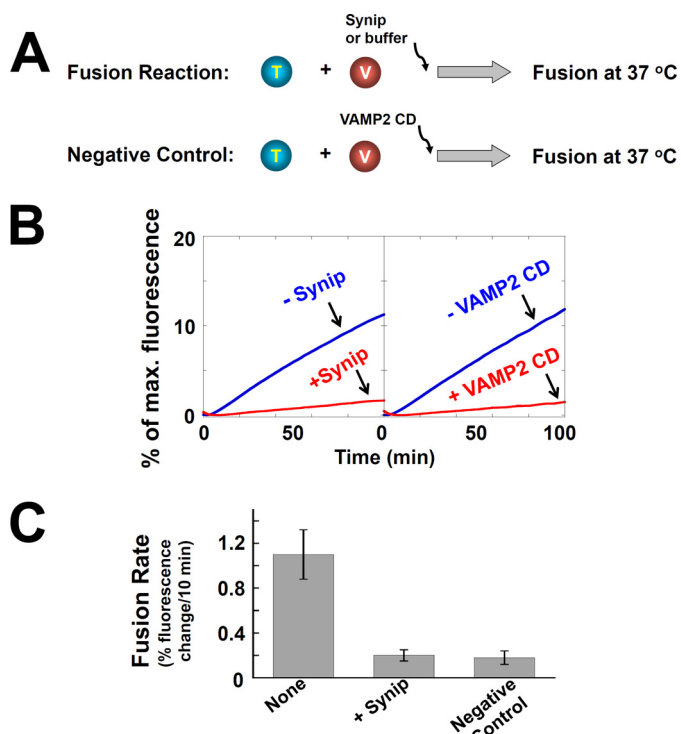 A
Synip
or buffer
Fusion Reaction: T + V Fusion at 37 °C
VAMP2 CD
Negative Control: T + V Fusion at 37 °C
B
% of max. fluorescence
20
10
0
- Synip
+Synip
- VAMP2 CD
+ VAMP2 CD
0 50 0 50 100
Time (min)
C
Fusion Rate
(% fluorescence
change/10 min)
1.2
0.8
0.4
0
None
+ Synip
Negative
Control